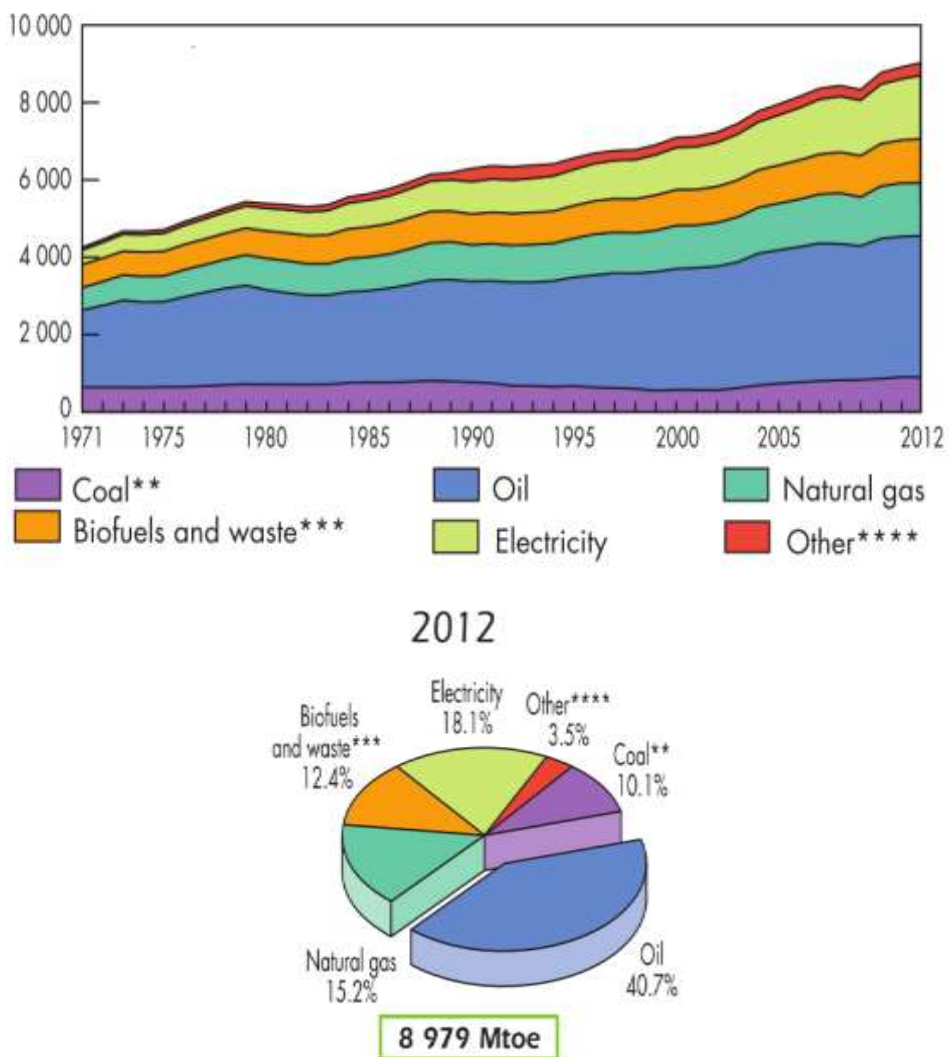 10 000
8 000
6 000
4 000
2 000
0
1971 1975 1980 1985 1990 1995 2000 2005 2012
Coal** Oil Natural gas
Biofuels and waste*** Electricity Other****
2012
Electricity
18.1%
Other****
3.5%
Biofuels
and waste***
12.4%
Coal**
10.1%
Natural gas
15.2%
Oil
40.7%
8 979 Mtoe